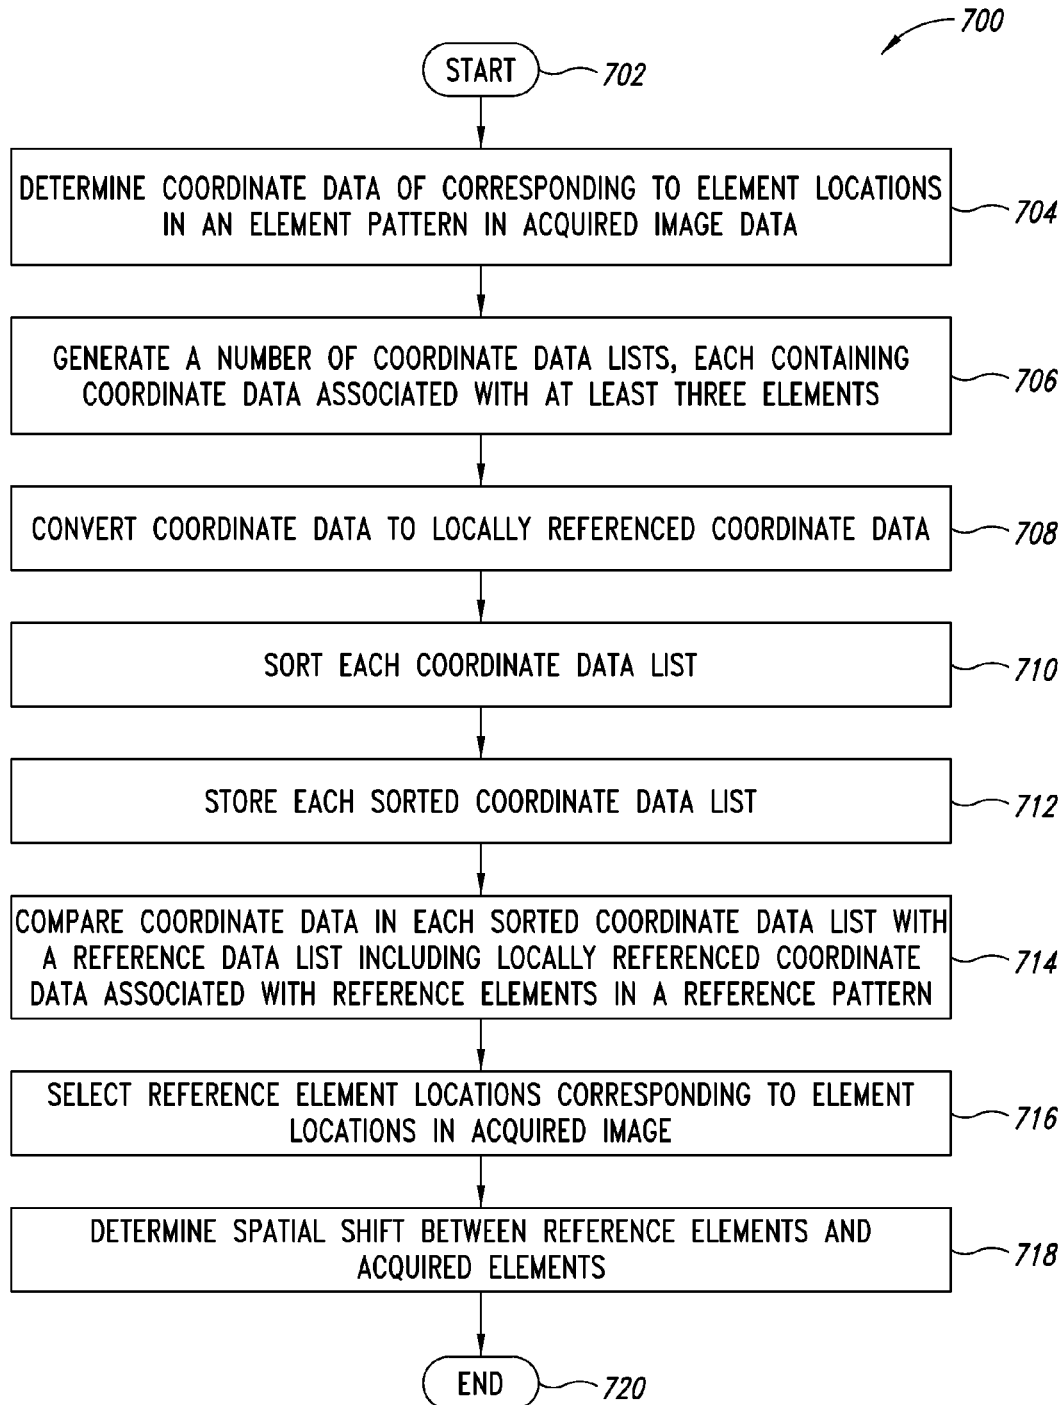 700
START
702
DETERMINE COORDINATE DATA OF CORRESPONDING TO ELEMENT LOCATIONS
IN AN ELEMENT PATTERN IN ACQUIRED IMAGE DATA
704
GENERATE A NUMBER OF COORDINATE DATA LISTS, EACH CONTAINING
COORDINATE DATA ASSOCIATED WITH AT LEAST THREE ELEMENTS
706
CONVERT COORDINATE DATA TO LOCALLY REFERENCED COORDINATE DATA
708
SORT EACH COORDINATE DATA LIST
710
STORE EACH SORTED COORDINATE DATA LIST
712
COMPARE COORDINATE DATA IN EACH SORTED COORDINATE DATA LIST WITH
A REFERENCE DATA LIST INCLUDING LOCALLY REFERENCED COORDINATE
DATA ASSOCIATED WITH REFERENCE ELEMENTS IN A REFERENCE PATTERN
714
SELECT REFERENCE ELEMENT LOCATIONS CORRESPONDING TO ELEMENT
LOCATIONS IN ACQUIRED IMAGE
716
DETERMINE SPATIAL SHIFT BETWEEN REFERENCE ELEMENTS AND
ACQUIRED ELEMENTS
718
END
720